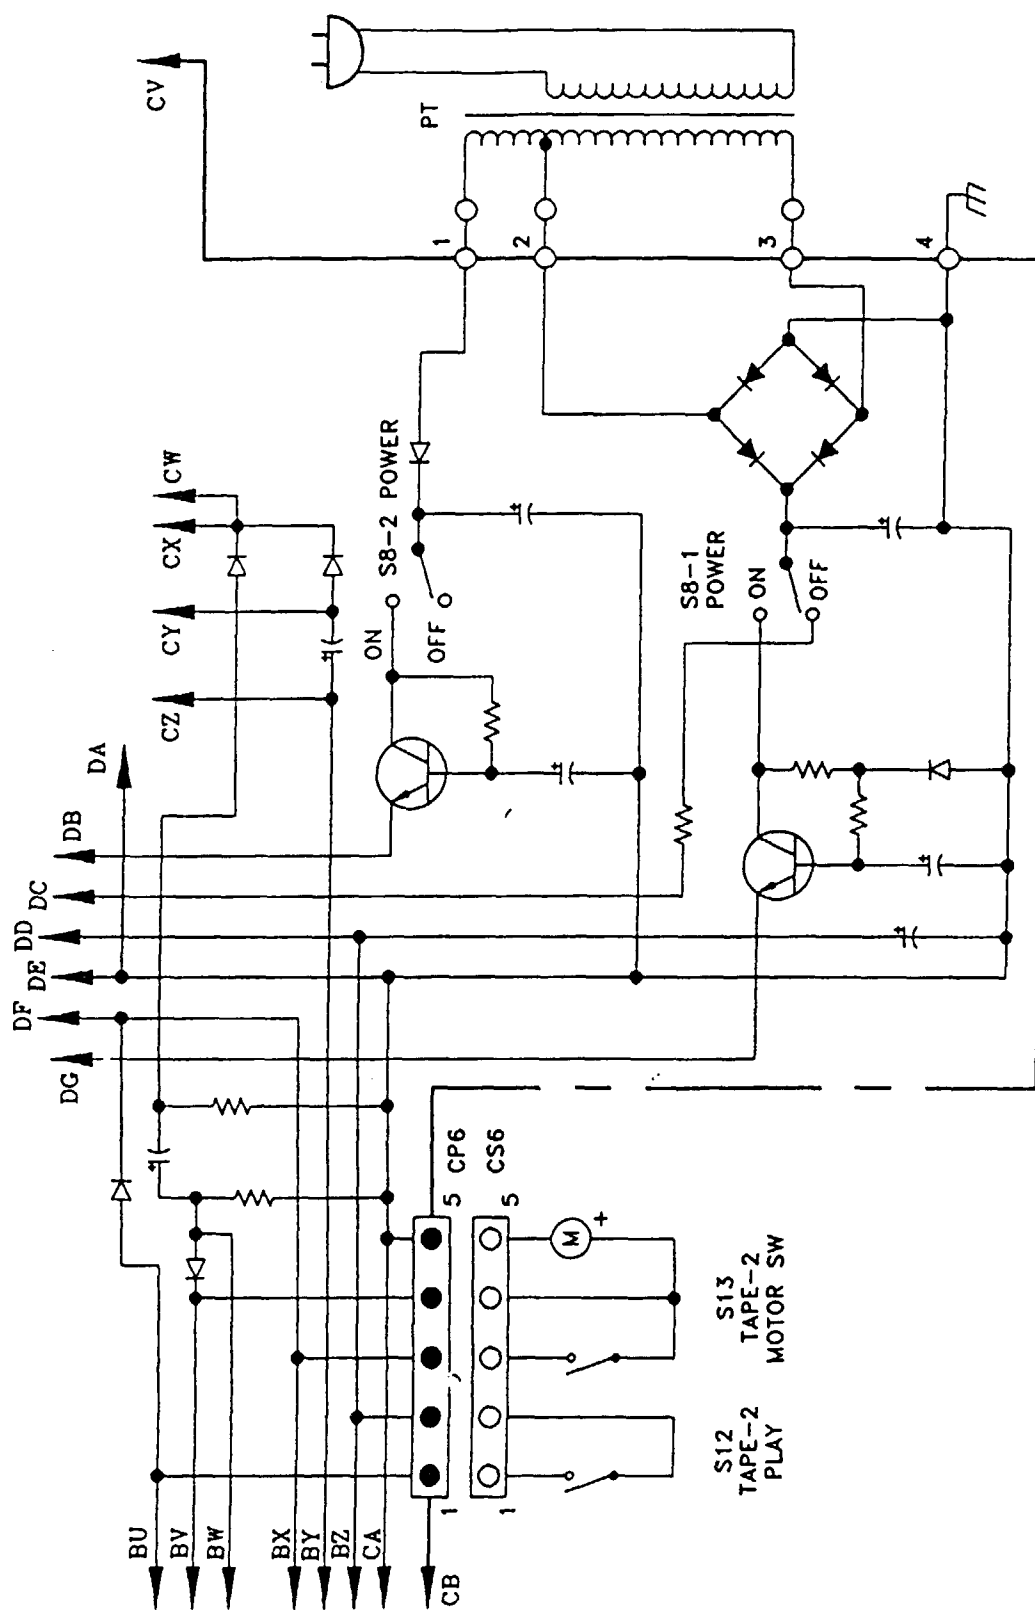 CV
PT
1
2
3
4
CW
CX
CY
CZ
S8-2 POWER
ON
OFF
S8-1
POWER
ON
OFF
DA
DB
DC
DD
DE
DF
DG
5 CP6
1
5 CS6
1
M
+
S13
TAPE-2
MOTOR SW
S12
TAPE-2
PLAY
BU
BV
BW
BX
BY
BZ
CA
CB